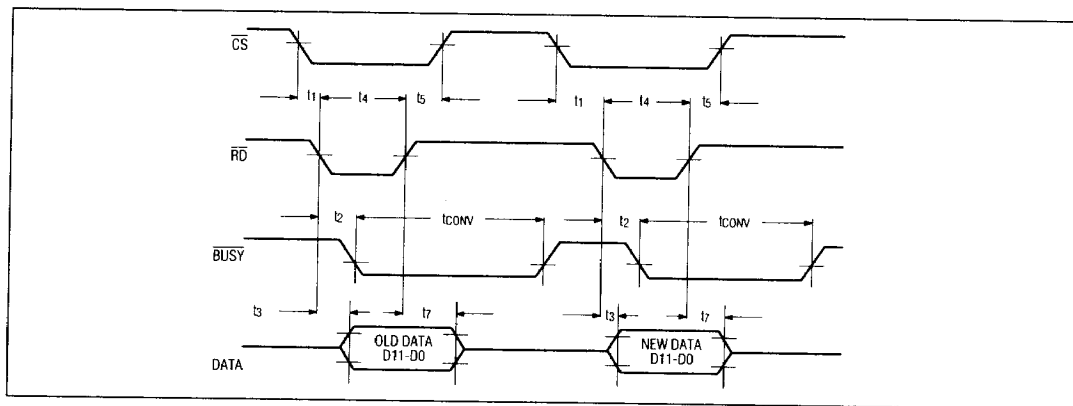 CS
t1 t4 t5 t1 t4 t5
RD
t2 tCONV t2 tCONV
BUSY
t3 t7 t3 t7
OLD DATA
D11-D0
NEW DATA
D11-D0
DATA